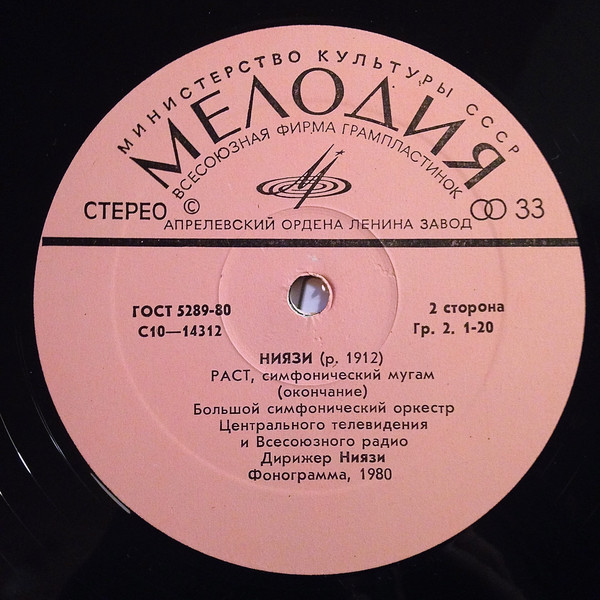 МИНИСТЕРСТВО КУЛЬТУРЫ СССР
МЕЛОДИЯ
ВСЕСОЮЗНАЯ ФИРМА ГРАМПЛАСТИНОК
СТЕРЕО ©
33
АПРЕЛЕВСКИЙ ОРДЕНА ЛЕНИНА ЗАВОД
ГОСТ 5289-80
2 сторона
С10—14312
Гр. 2. 1-20
НИЯЗИ (р. 1912)
РАСТ, симфонический мугам
(окончание)
Большой симфонический оркестр
Центрального телевидения
и Всесоюзного радио
Дирижер Ниязи
Фонограмма, 1980